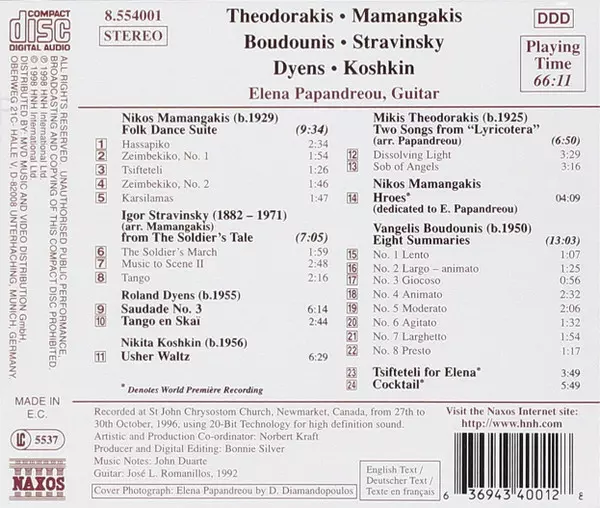 COMPACT
disc
DIGITAL AUDIO
8.554001
STEREO
Theodorakis • Mamangakis
Boudounis • Stravinsky
Dyens • Koshkin
Elena Papandreou, Guitar
DDD
Playing
Time
66:11
ALL RIGHTS RESERVED. UNAUTHORISED PUBLIC PERFORMANCE,
BROADCASTING AND COPYING OF THIS COMPACT DISC PROHIBITED.
℗ 1998 HNH International Ltd.
© 1998 HNH International Ltd.
DISTRIBUTED BY: MVD MUSIC AND VIDEO DISTRIBUTION GmbH,
OBERWEG 21C · HALLE V, D-82008 UNTERHACHING, MUNICH, GERMANY.
Nikos Mamangakis (b.1929)
Folk Dance Suite (9:34)
1 Hassapiko 2:34
2 Zeimbekiko, No. 1 1:54
3 Tsifteteli 1:26
4 Zeimbekiko, No. 2 1:46
5 Karsilamas 1:47
Igor Stravinsky (1882 – 1971)
(arr. Mamangakis)
from The Soldier's Tale (7:05)
6 The Soldier's March 1:59
7 Music to Scene II 2:48
8 Tango 2:16
Roland Dyens (b.1955)
9 Saudade No. 3 6:14
10 Tango en Skaï 2:44
Nikita Koshkin (b.1956)
11 Usher Waltz 6:29
Mikis Theodorakis (b.1925)
Two Songs from "Lyricotera"
(arr. Papandreou) (6:50)
12 Dissolving Light 3:29
13 Sob of Angels 3:16
Nikos Mamangakis
14 Hroes* 04:09
(dedicated to E. Papandreou)
Vangelis Boudounis (b.1950)
Eight Summaries (13:03)
15 No. 1 Lento 1:07
16 No. 2 Largo – animato 1:25
17 No. 3 Giocoso 0:56
18 No. 4 Animato 2:32
19 No. 5 Moderato 2:06
20 No. 6 Agitato 1:32
21 No. 7 Larghetto 1:54
22 No. 8 Presto 1:17
23 Tsifteteli for Elena* 3:49
24 Cocktail* 5:49
* Denotes World Première Recording
MADE IN
E.C.
LC 5537
NAXOS
Recorded at St John Chrysostom Church, Newmarket, Canada, from 27th to
30th October, 1996, using 20-Bit Technology for high definition sound.
Artistic and Production Co-ordinator: Norbert Kraft
Producer and Digital Editing: Bonnie Silver
Music Notes: John Duarte
Guitar: José L. Romanillos, 1992
Cover Photograph: Elena Papandreou by D. Diamandopoulos
English Text /
Deutscher Text /
Texte en français
Visit the Naxos Internet site:
http://www.hnh.com
6 36943 40012 8